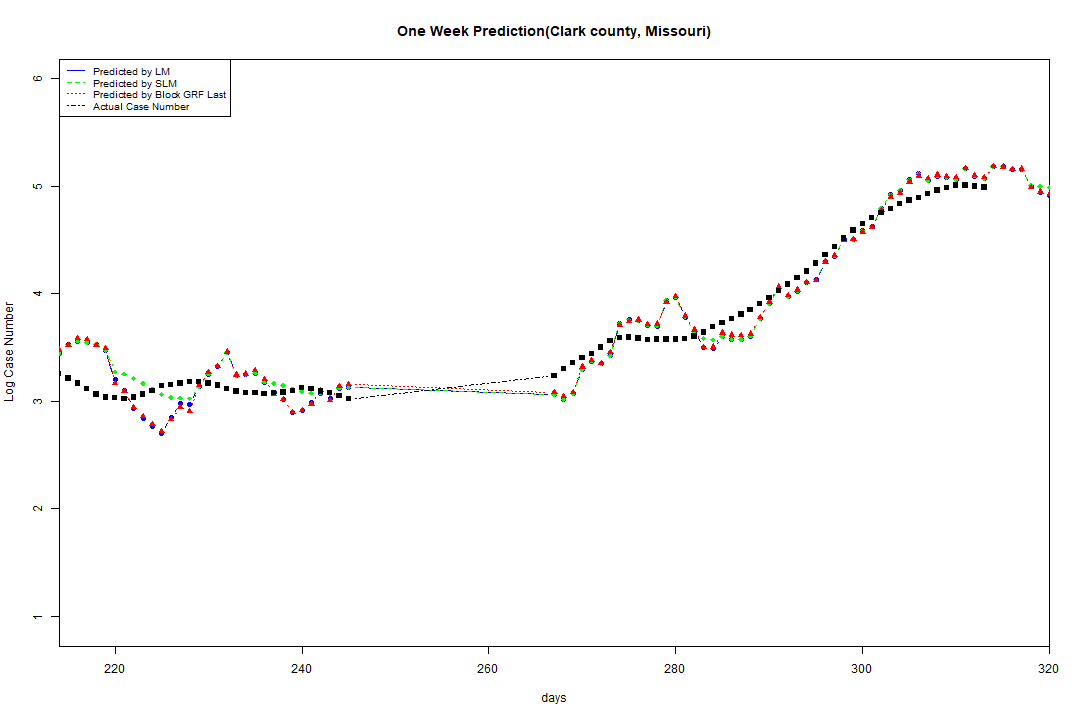 One Week Prediction(Clark county, Missouri)
Predicted by LM
Predicted by SLM
Predicted by Block GRF Last
Actual Case Number
6
5
4
3
2
1
Log Case Number
220 240 260 280 300 320
days